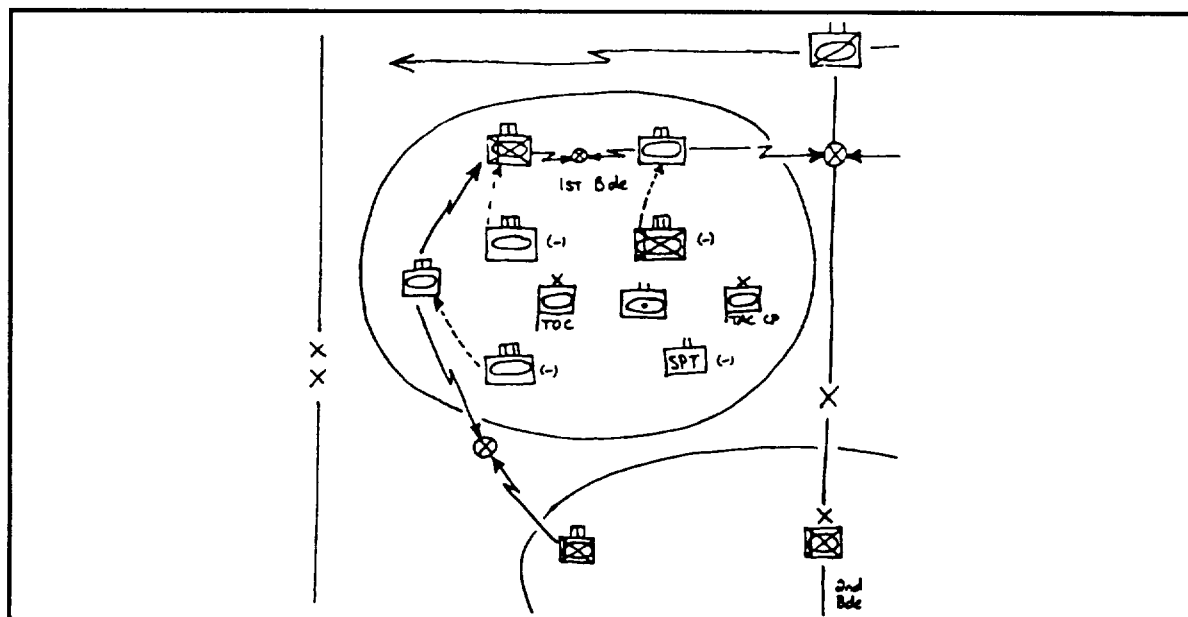 1ST Bde
(-)
(-)
TOC
TAC CP
(-)
SPT
(-)
2nd
Bde